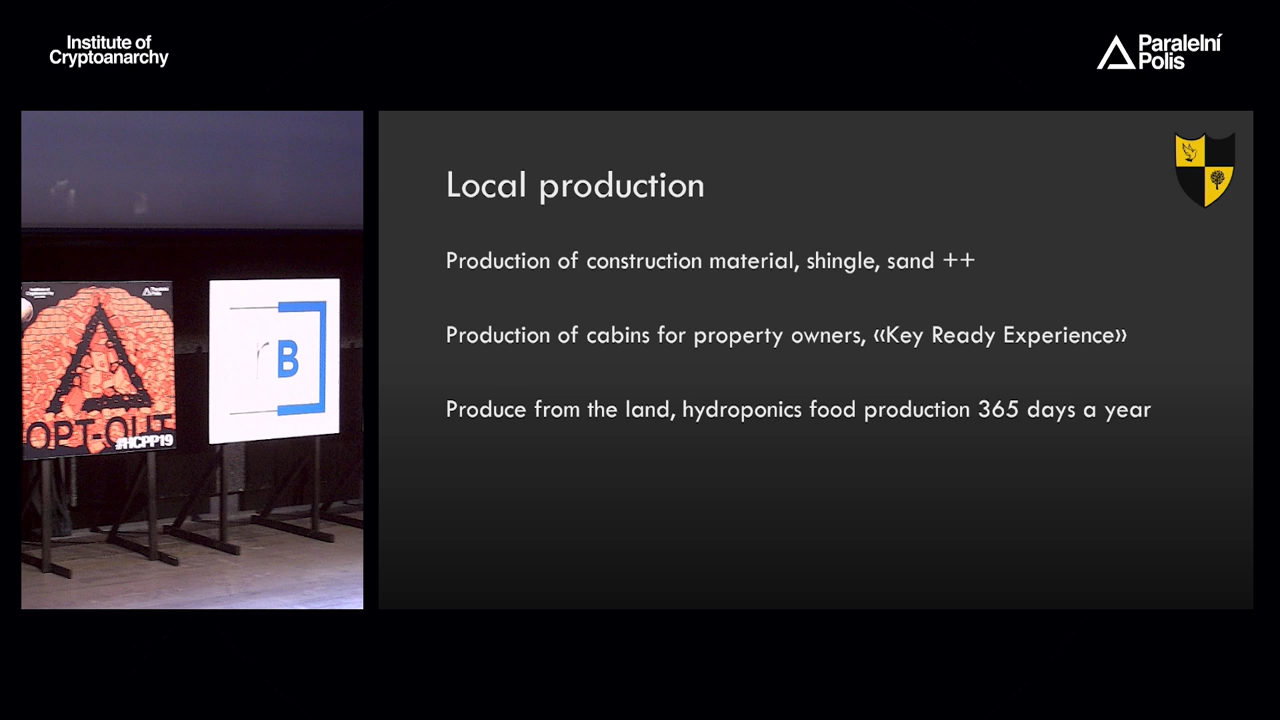 Institute of
Cryptoanarchy
Paralelní
Polis
Local production
Production of construction material, shingle, sand ++
Production of cabins for property owners, «Key Ready Experience»
Produce from the land, hydroponics food production 365 days a year
OPT-OUT
#HCPP19
rB